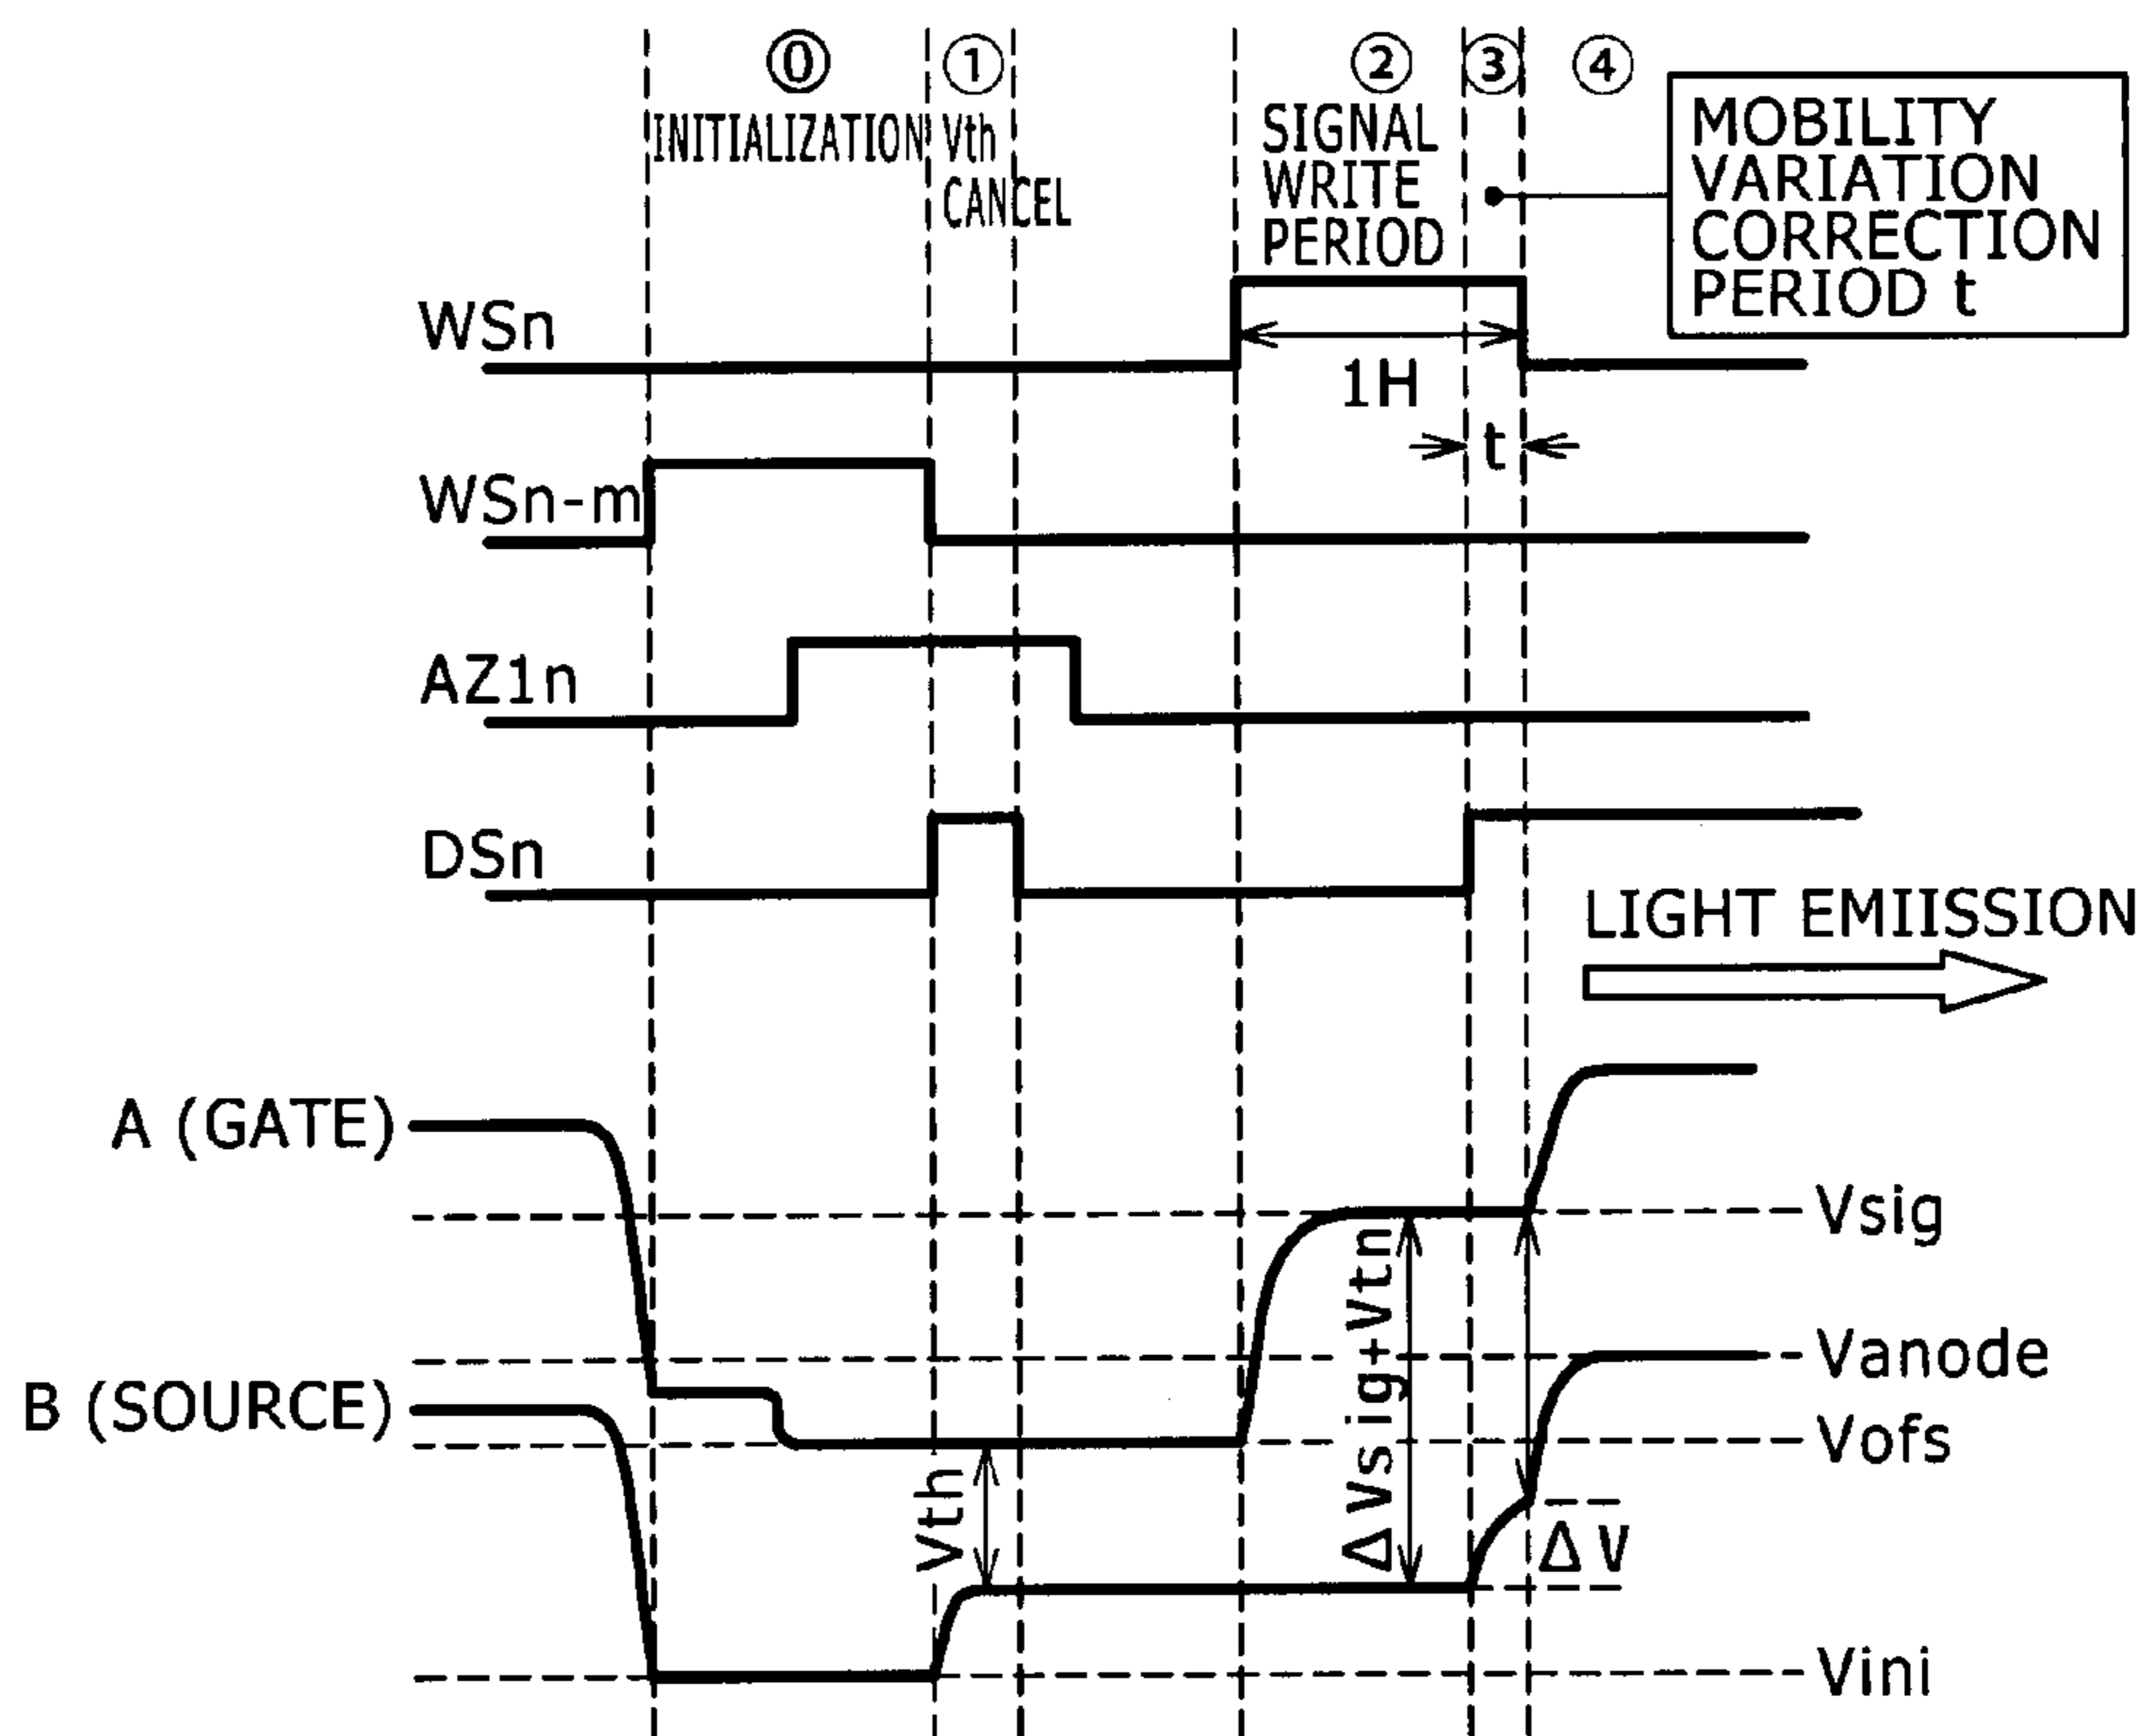 ⓪ ① ② ③ ④
INITIALIZATION
Vth
CANCEL
SIGNAL
WRITE
PERIOD
MOBILITY
VARIATION
CORRECTION
PERIOD t
WSn
1H
t
WSn-m
AZ1n
DSn
LIGHT EMIISSION
A (GATE)
B (SOURCE)
Vth
ΔVsig+Vtn
ΔV
Vsig
Vanode
Vofs
Vini